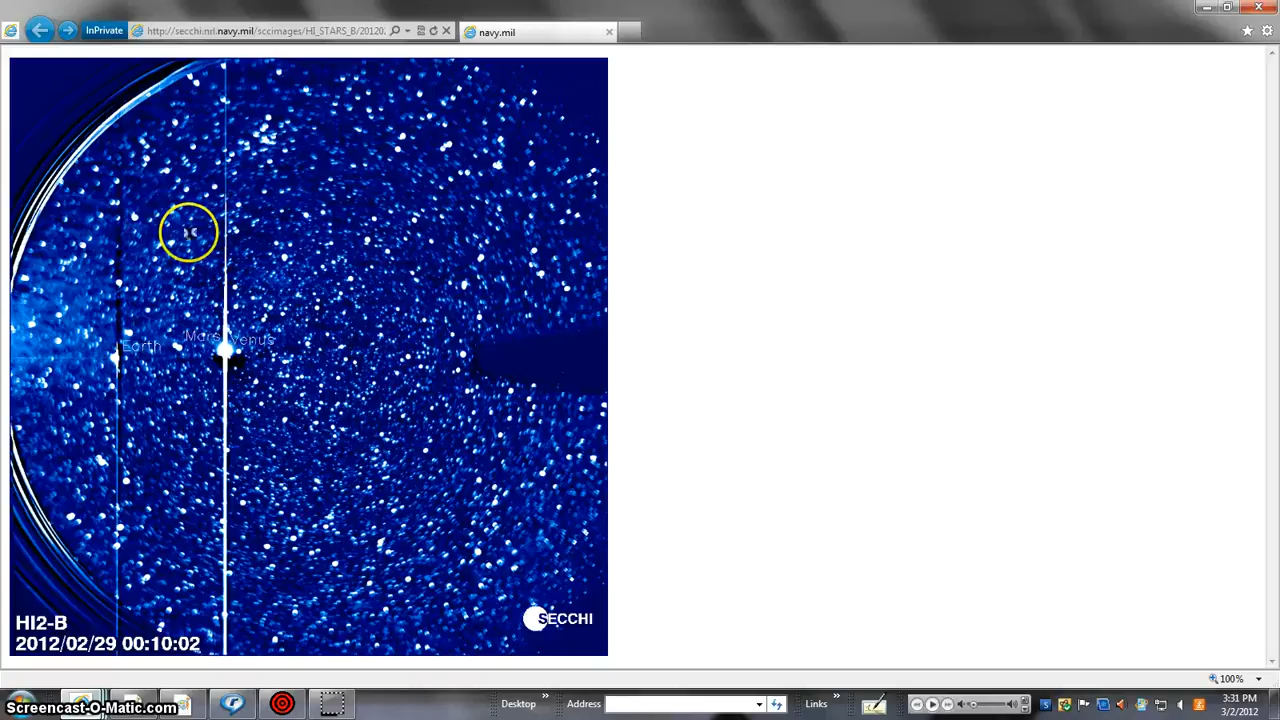 InPrivate
http://secchi.nrl.navy.mil/sccimages/HI_STARS_B/20120
navy.mil
Earth
Mars
Venus
HI2-B
2012/02/29 00:10:02
SECCHI
100%
Desktop
Address
Links
3:31 PM
3/2/2012
Screencast-O-Matic.com